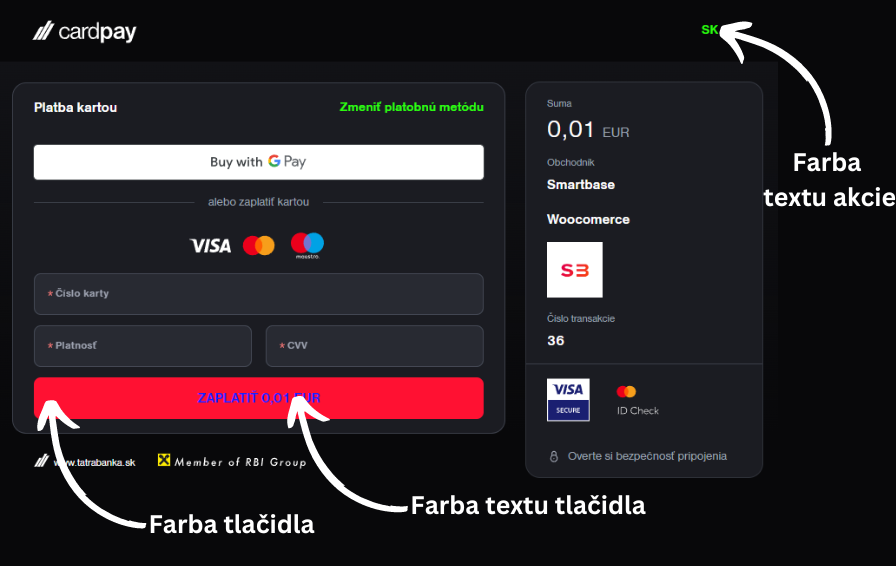 cardpay
SK
Platba kartou
Zmeniť platobnú metódu
Buy with G Pay
alebo zaplatiť kartou
VISA
maestro
* Číslo karty
* Platnosť
* CVV
ZAPLATIŤ 0,01 EUR
www.tatrabanka.sk
Member of RBI Group
Suma
0,01 EUR
Obchodník
Smartbase
Woocomerce
S3
Číslo transakcie
36
VISA
SECURE
ID Check
Overte si bezpečnosť pripojenia
Farba
textu akcie
Farba tlačidla
Farba textu tlačidla